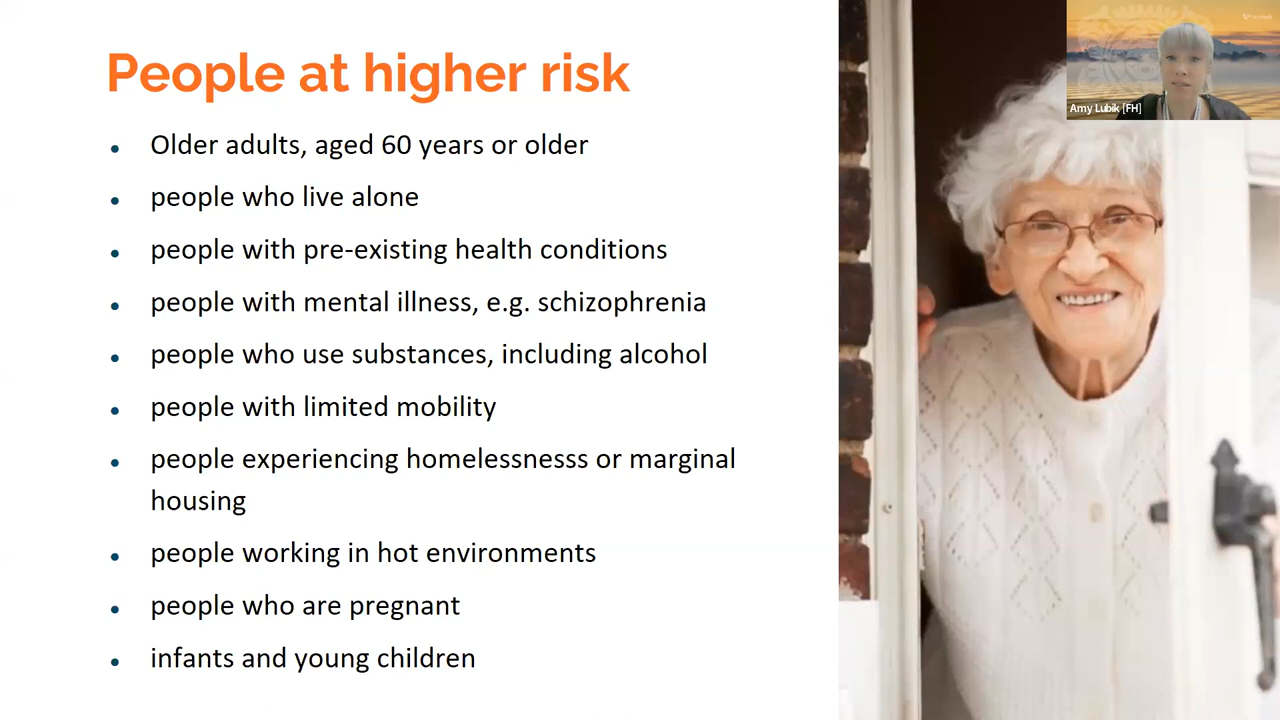 People at higher risk
• Older adults, aged 60 years or older
• people who live alone
• people with pre-existing health conditions
• people with mental illness, e.g. schizophrenia
• people who use substances, including alcohol
• people with limited mobility
• people experiencing homelessnesss or marginal
housing
• people working in hot environments
• people who are pregnant
• infants and young children
Amy Lubik [FH]